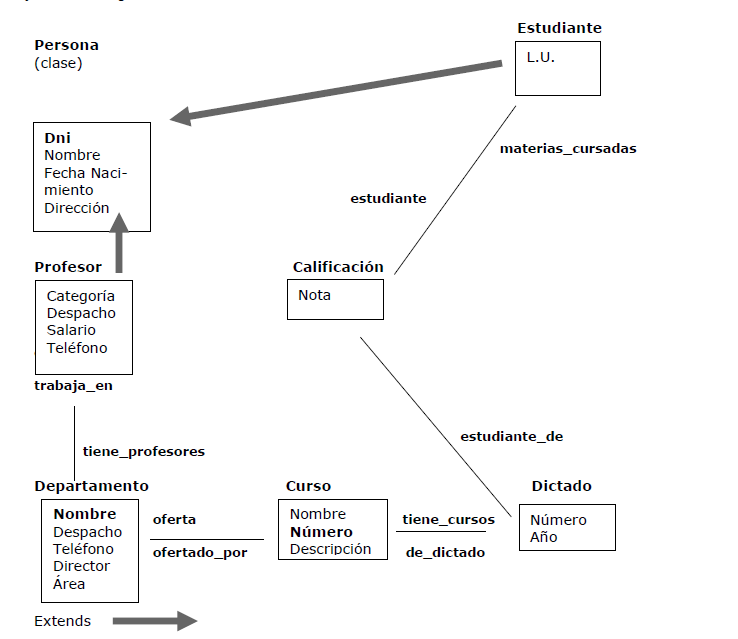 Estudiante
L.U.
Persona
(clase)
Dni
Nombre
Fecha Naci-
miento
Dirección
materias_cursadas
estudiante
Profesor
Categoría
Despacho
Salario
Teléfono
trabaja_en
Calificación
Nota
tiene_profesores
estudiante_de
Departamento
Nombre
Despacho
Teléfono
Director
Área
oferta
ofertado_por
Curso
Nombre
Número
Descripción
tiene_cursos
de_dictado
Dictado
Número
Año
Extends